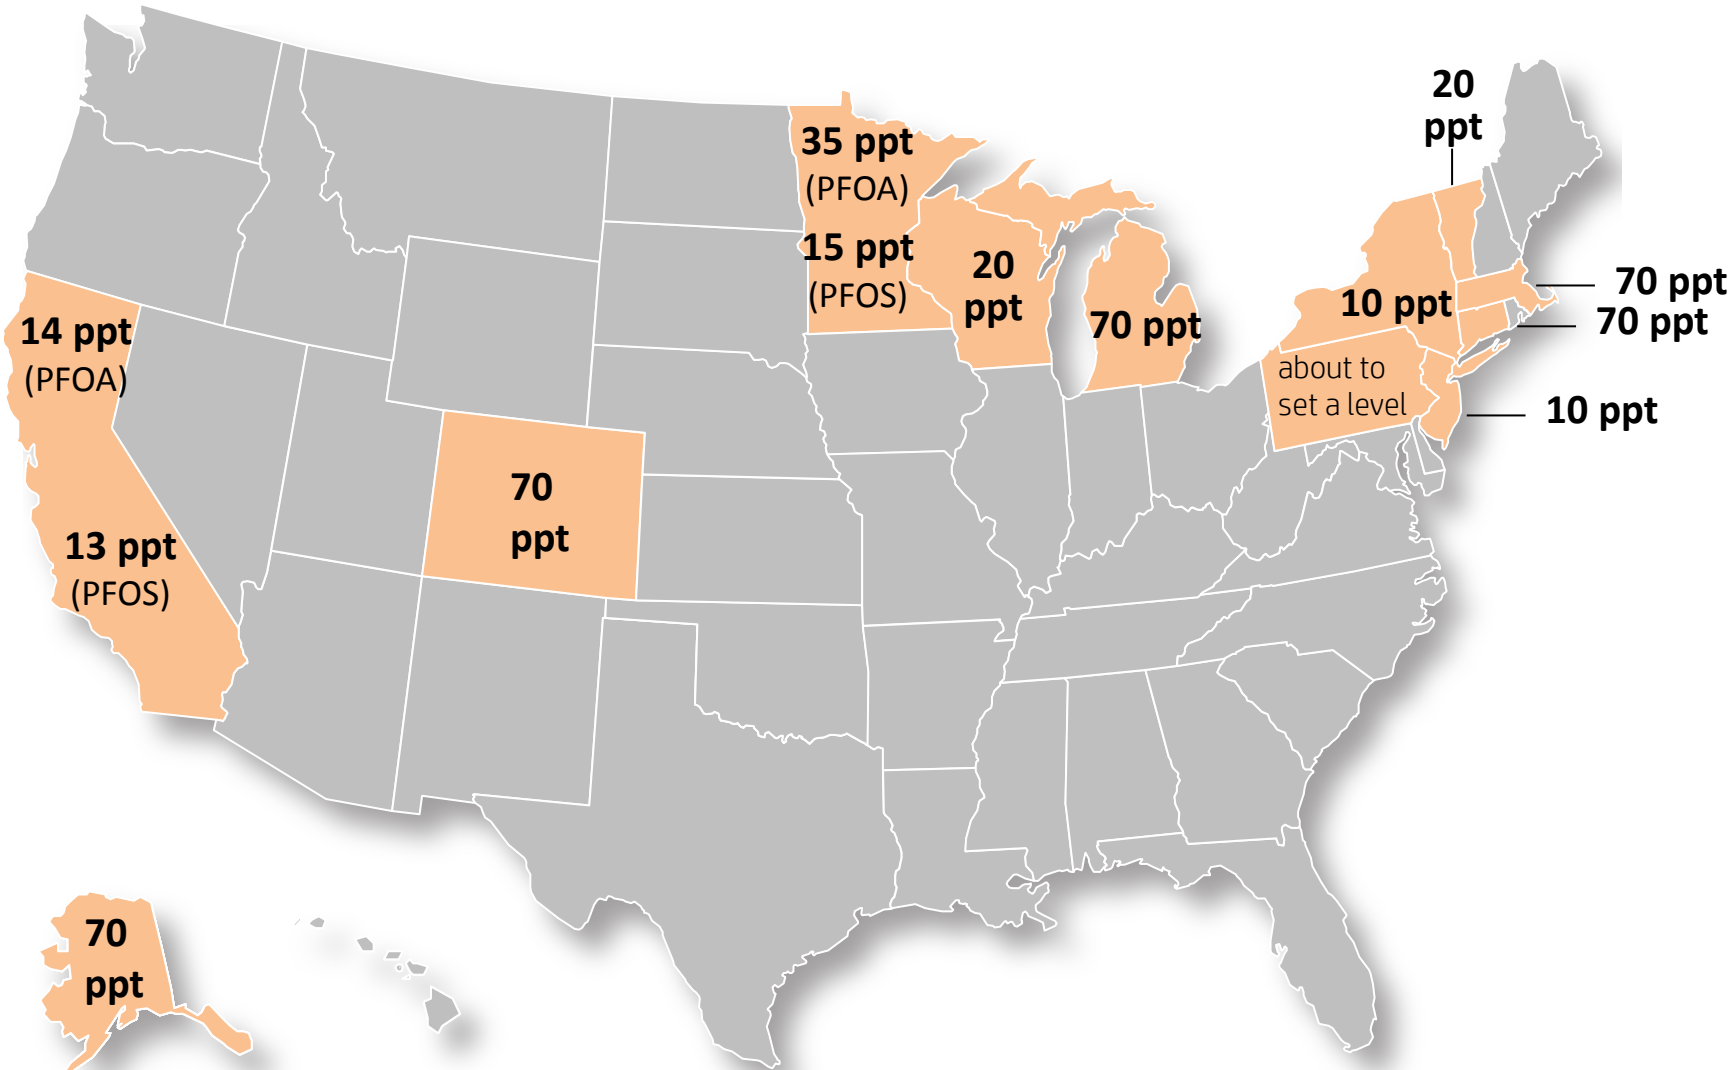 20
ppt
35 ppt
(PFOA)
15 ppt
(PFOS)
20
ppt
70 ppt
10 ppt
70 ppt
70 ppt
about to
set a level
10 ppt
14 ppt
(PFOA)
13 ppt
(PFOS)
70
ppt
70
ppt